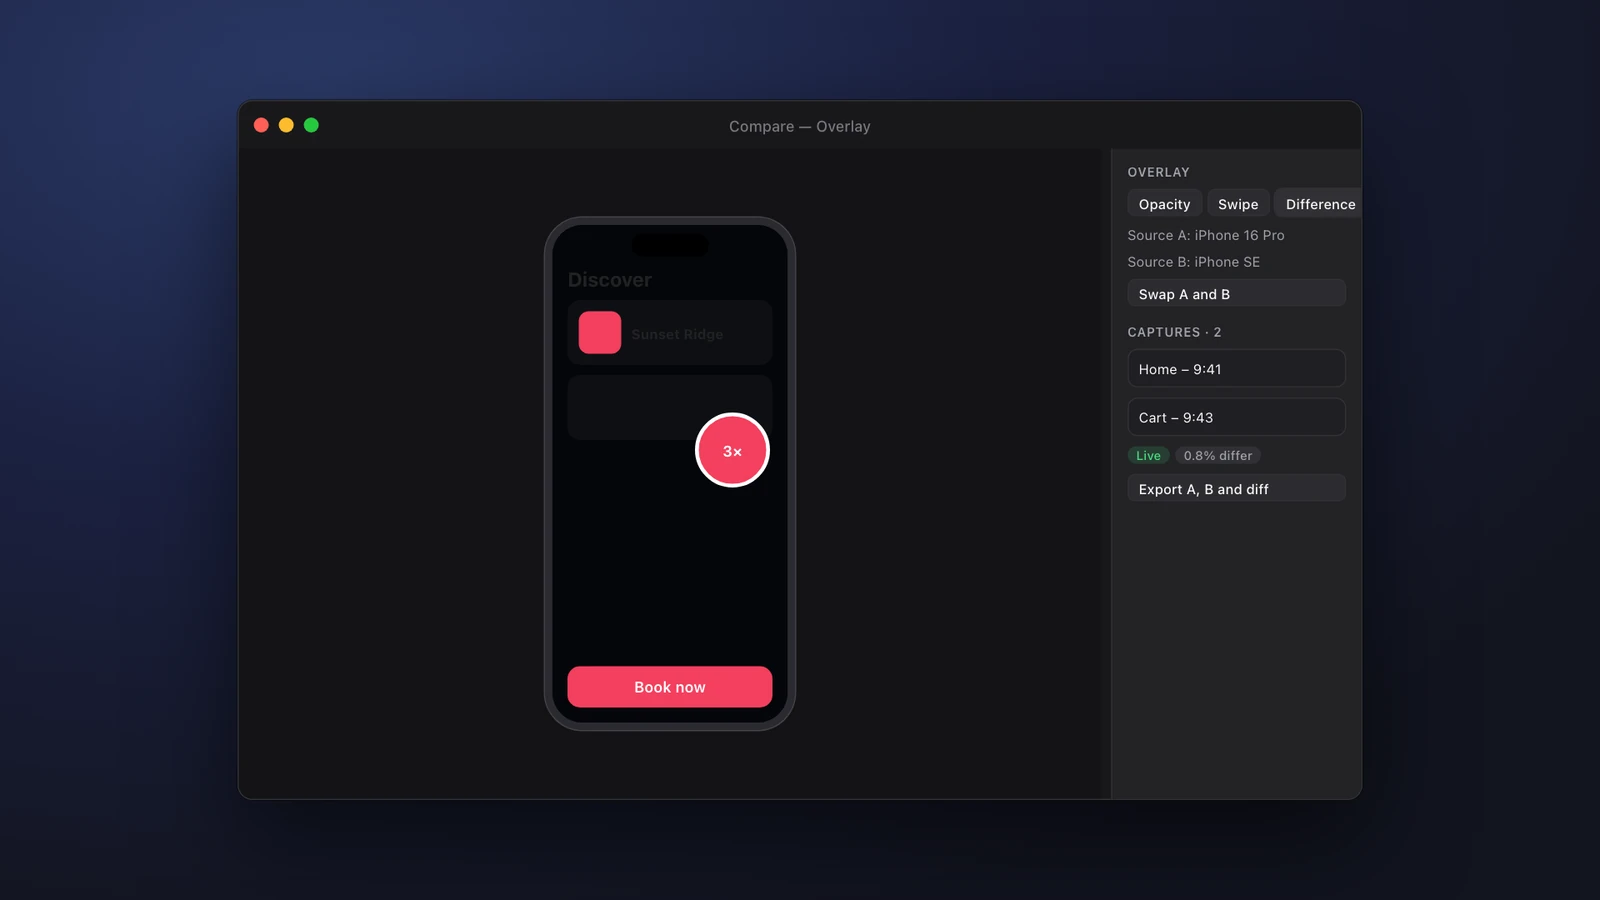 Compare — Overlay
OVERLAY
Opacity
Swipe
Difference
Source A: iPhone 16 Pro
Source B: iPhone SE
Swap A and B
CAPTURES · 2
Home – 9:41
Cart – 9:43
Live
0.8% differ
Export A, B and diff
Discover
Sunset Ridge
3×
Book now